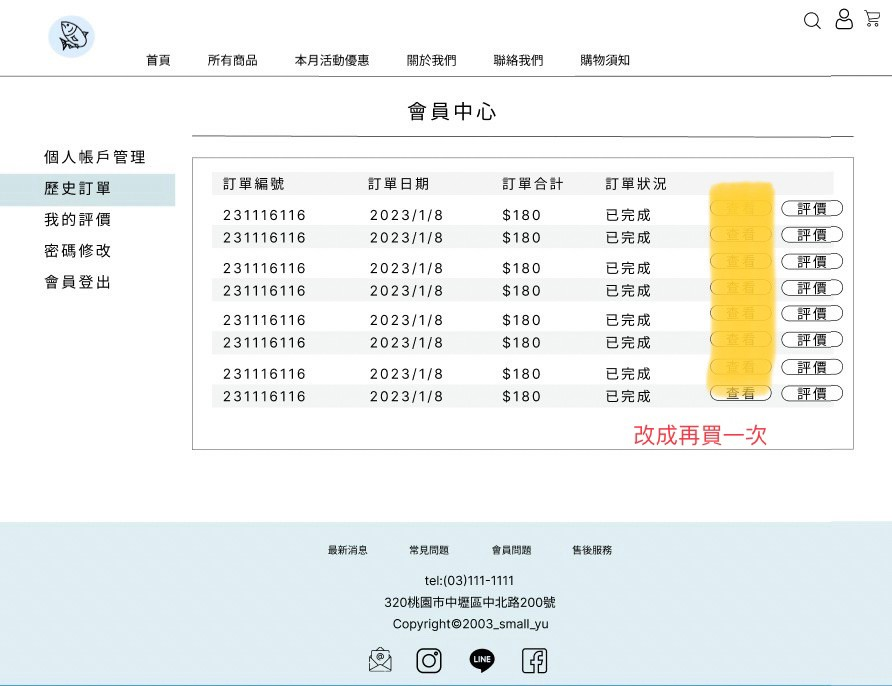 首頁 所有商品 本月活動優惠 關於我們 聯絡我們 購物須知
會員中心
個人帳戶管理
歷史訂單
我的評價
密碼修改
會員登出
訂單編號 訂單日期 訂單合計 訂單狀況
231116116 2023/1/8 $180 已完成 查看 評價
231116116 2023/1/8 $180 已完成 查看 評價
231116116 2023/1/8 $180 已完成 查看 評價
231116116 2023/1/8 $180 已完成 查看 評價
231116116 2023/1/8 $180 已完成 查看 評價
231116116 2023/1/8 $180 已完成 查看 評價
231116116 2023/1/8 $180 已完成 查看 評價
231116116 2023/1/8 $180 已完成 查看 評價
改成再買一次
最新消息 常見問題 會員問題 售後服務
tel:(03)111-1111
320桃園市中壢區中北路200號
Copyright©2003_small_yu
@ LINE